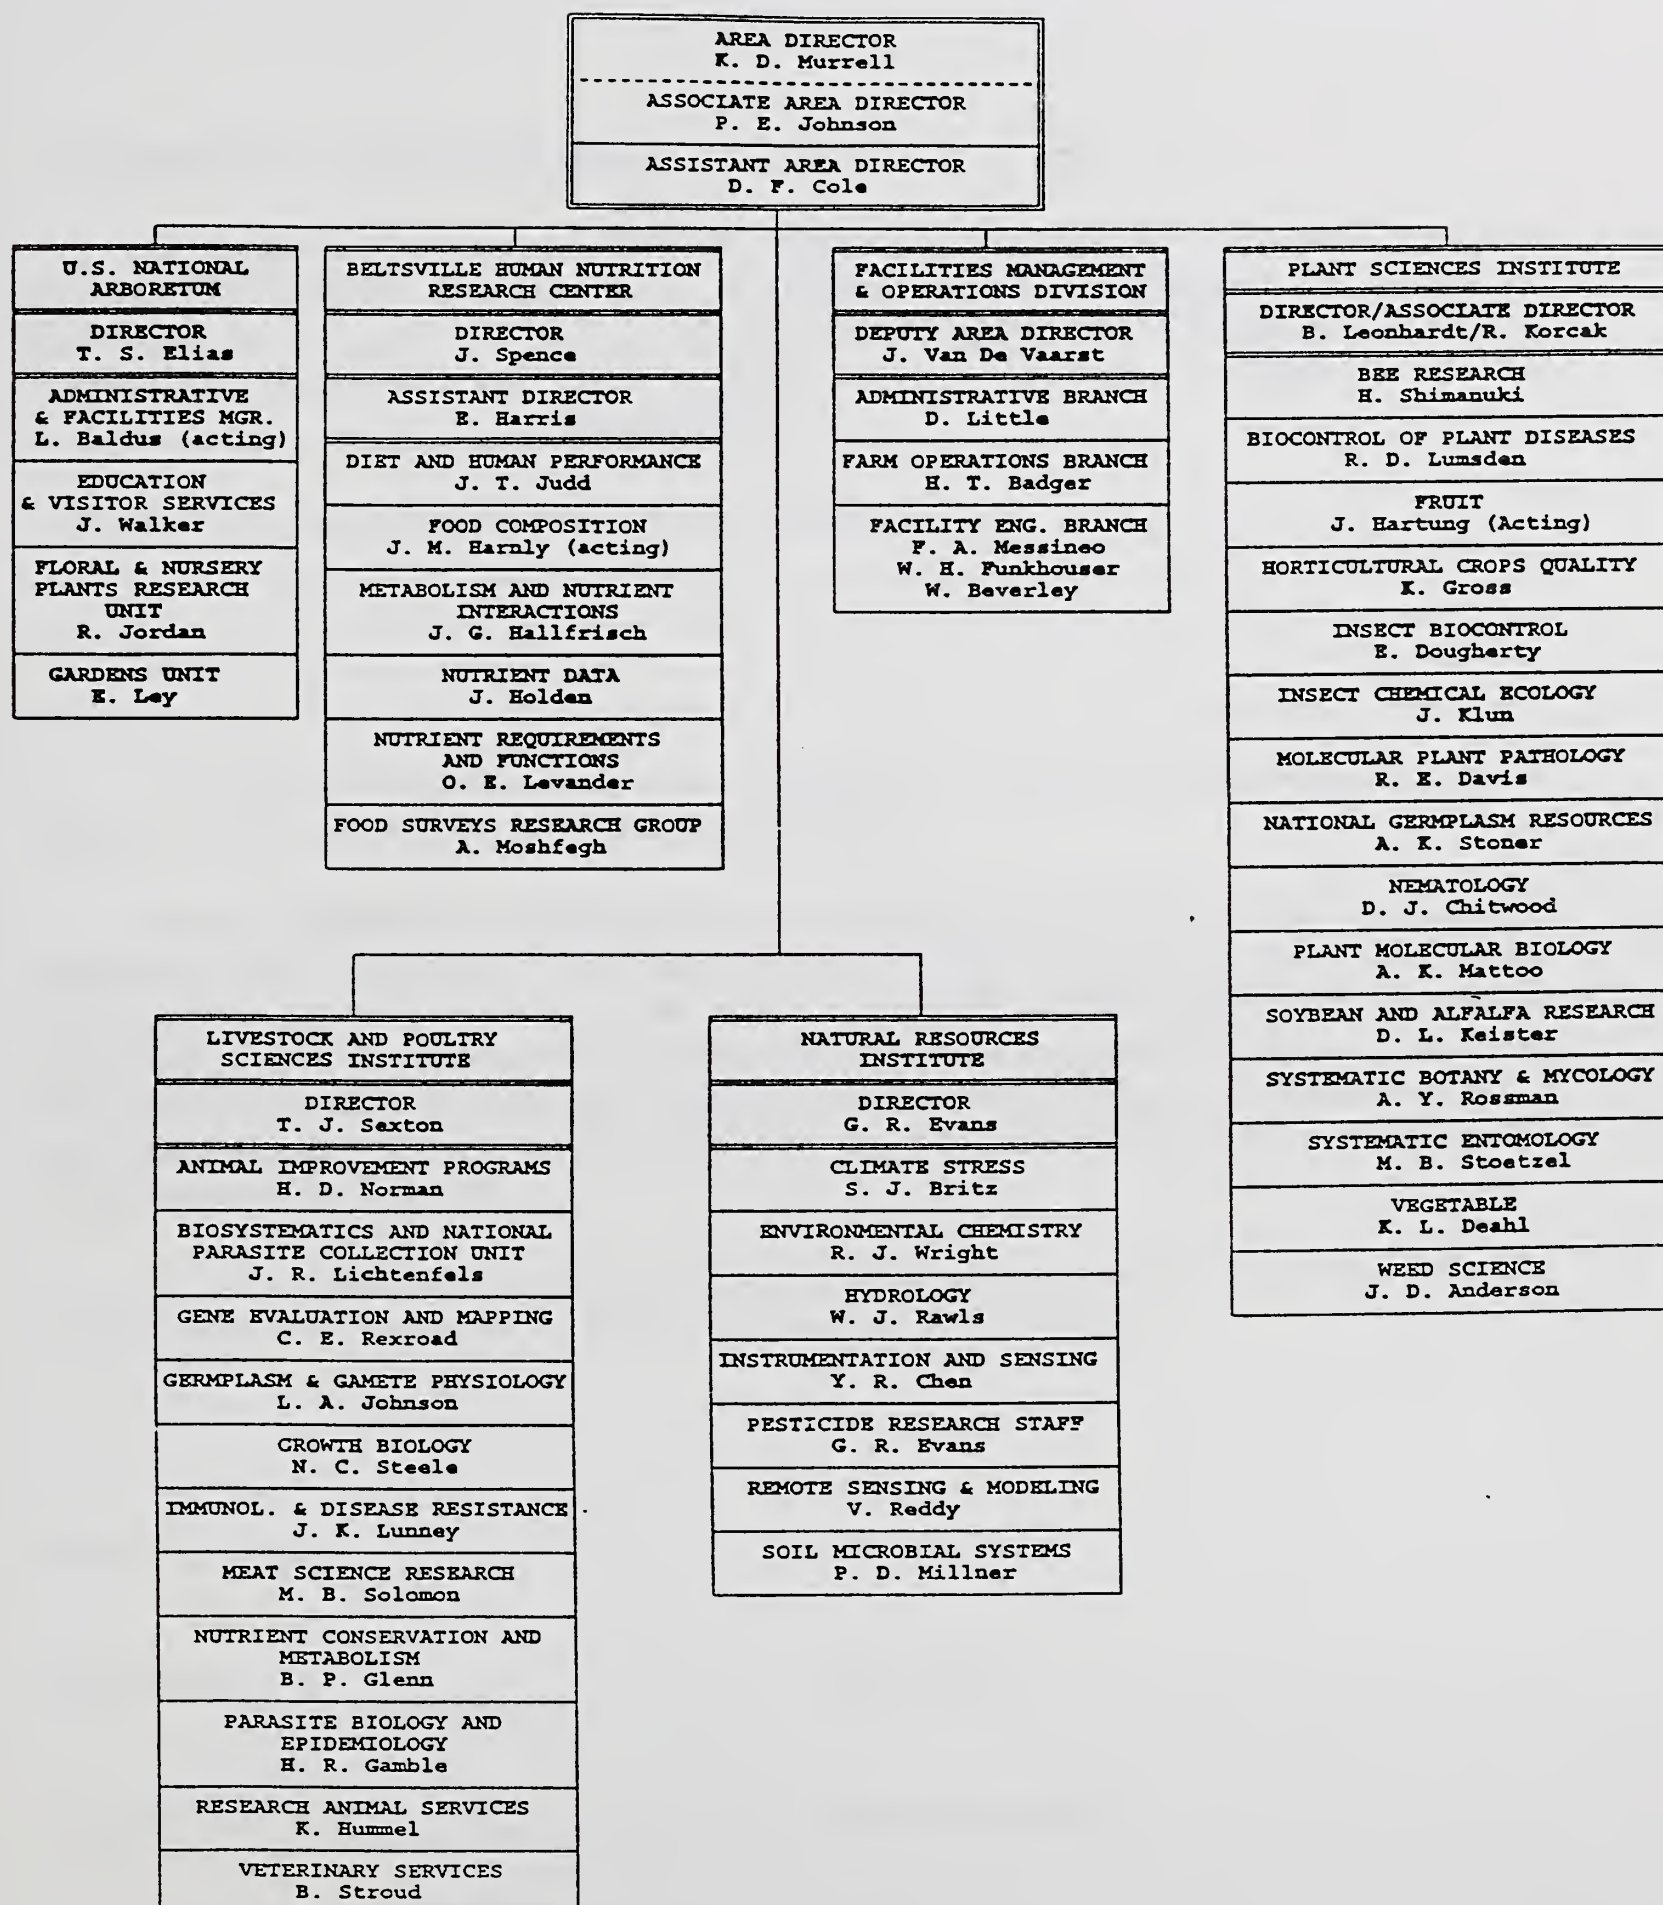 AREA DIRECTOR
K. D. Murrell
ASSOCIATE AREA DIRECTOR
P. E. Johnson
ASSISTANT AREA DIRECTOR
D. F. Cole
U.S. NATIONAL
ARBORETUM
DIRECTOR
T. S. Elias
ADMINISTRATIVE
& FACILITIES MGR.
L. Baldus (acting)
EDUCATION
& VISITOR SERVICES
J. Walker
FLORAL & NURSERY
PLANTS RESEARCH
UNIT
R. Jordan
GARDENS UNIT
E. Ley
BELTSVILLE HUMAN NUTRITION
RESEARCH CENTER
DIRECTOR
J. Spence
ASSISTANT DIRECTOR
E. Harris
DIET AND HUMAN PERFORMANCE
J. T. Judd
FOOD COMPOSITION
J. M. Harnly (acting)
METABOLISM AND NUTRIENT
INTERACTIONS
J. G. Hallfrisch
NUTRIENT DATA
J. Holden
NUTRIENT REQUIREMENTS
AND FUNCTIONS
O. E. Levander
FOOD SURVEYS RESEARCH GROUP
A. Moshfegh
FACILITIES MANAGEMENT
& OPERATIONS DIVISION
DEPUTY AREA DIRECTOR
J. Van De Vaarst
ADMINISTRATIVE BRANCH
D. Little
FARM OPERATIONS BRANCH
H. T. Badger
FACILITY ENG. BRANCH
F. A. Messineo
W. H. Funkhouser
W. Beverley
PLANT SCIENCES INSTITUTE
DIRECTOR/ASSOCIATE DIRECTOR
B. Leonhardt/R. Korcak
BEE RESEARCH
H. Shimanuki
BIOCONTROL OF PLANT DISEASES
R. D. Lumsden
FRUIT
J. Hartung (Acting)
HORTICULTURAL CROPS QUALITY
K. Gross
INSECT BIOCONTROL
E. Dougherty
INSECT CHEMICAL ECOLOGY
J. Klun
MOLECULAR PLANT PATHOLOGY
R. E. Davis
NATIONAL GERMPLASM RESOURCES
A. K. Stoner
NEMATOLOGY
D. J. Chitwood
PLANT MOLECULAR BIOLOGY
A. K. Mattoo
SOYBEAN AND ALFALFA RESEARCH
D. L. Keister
SYSTEMATIC BOTANY & MYCOLOGY
A. Y. Rossman
SYSTEMATIC ENTOMOLOGY
M. B. Stoetzel
VEGETABLE
K. L. Deahl
WEED SCIENCE
J. D. Anderson
LIVESTOCK AND POULTRY
SCIENCES INSTITUTE
DIRECTOR
T. J. Sexton
ANIMAL IMPROVEMENT PROGRAMS
H. D. Norman
BIOSYSTEMATICS AND NATIONAL
PARASITE COLLECTION UNIT
J. R. Lichtenfels
GENE EVALUATION AND MAPPING
C. E. Rexroad
GERMPLASM & GAMETE PHYSIOLOGY
L. A. Johnson
GROWTH BIOLOGY
N. C. Steele
IMMUNOL. & DISEASE RESISTANCE
J. K. Lunney
MEAT SCIENCE RESEARCH
M. B. Solomon
NUTRIENT CONSERVATION AND
METABOLISM
B. P. Glenn
PARASITE BIOLOGY AND
EPIDEMIOLOGY
H. R. Gamble
RESEARCH ANIMAL SERVICES
K. Hummel
VETERINARY SERVICES
B. Stroud
NATURAL RESOURCES
INSTITUTE
DIRECTOR
G. R. Evans
CLIMATE STRESS
S. J. Britz
ENVIRONMENTAL CHEMISTRY
R. J. Wright
HYDROLOGY
W. J. Rawls
INSTRUMENTATION AND SENSING
Y. R. Chen
PESTICIDE RESEARCH STAFF
G. R. Evans
REMOTE SENSING & MODELING
V. Reddy
SOIL MICROBIAL SYSTEMS
P. D. Millner